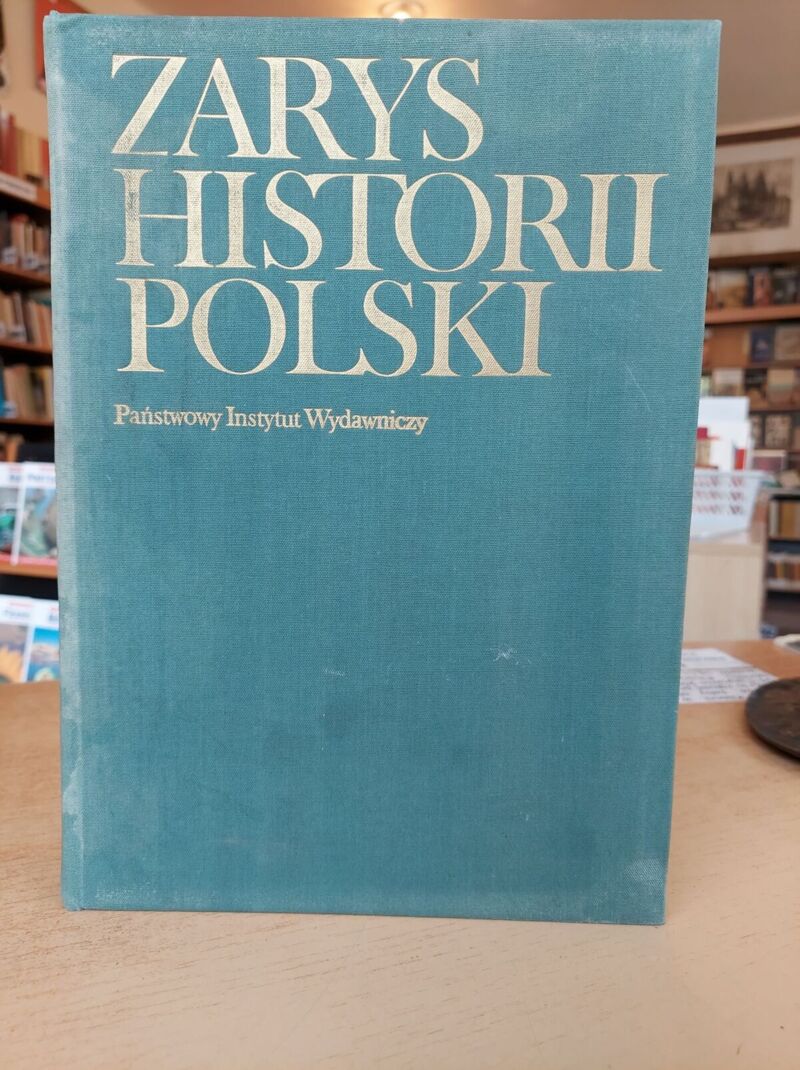 ZARYS
HISTORII
POLSKI
Państwowy Instytut Wydawniczy